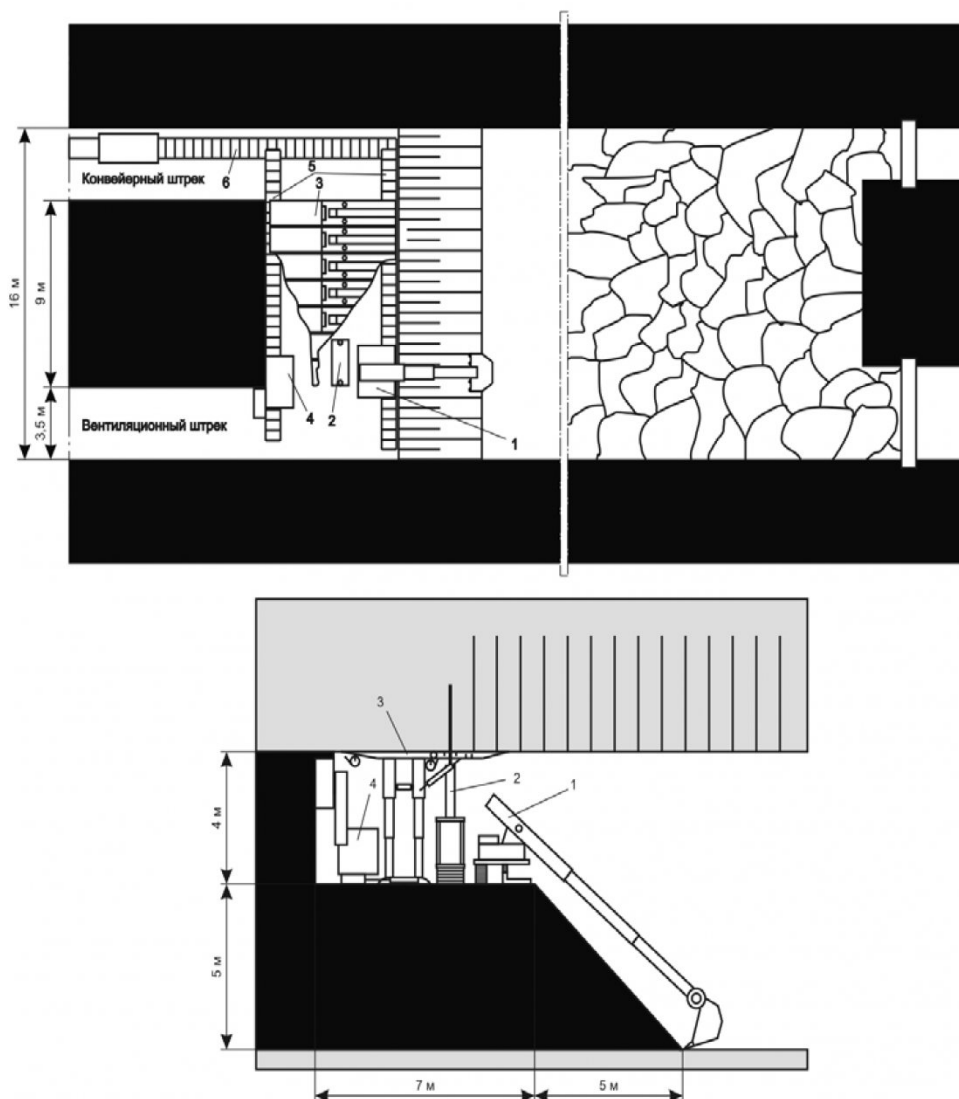 Конвейерный штрек
6
5
3
16 м
9 м
3,5 м
4
2
1
Вентиляционный штрек
3
4
2
1
4 м
5 м
7 м
5 м